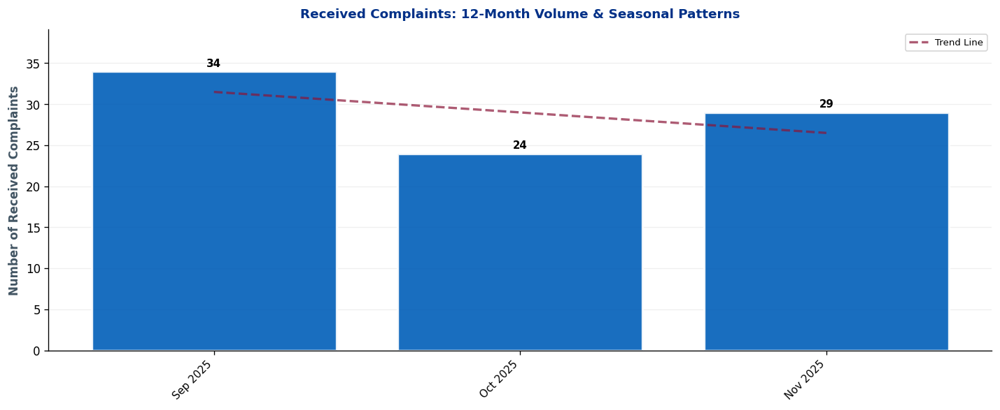 Received Complaints: 12-Month Volume & Seasonal Patterns
Trend Line
Number of Received Complaints
35
30
25
20
15
10
5
0
34
24
29
Sep 2025
Oct 2025
Nov 2025